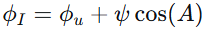 ϕ_I = ϕ_u + ψ cos(A)